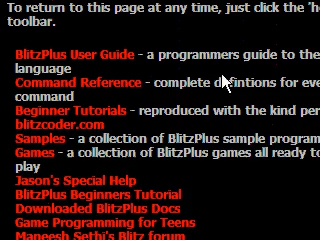 To return to this page at any time, just click the 'h
toolbar.
BlitzPlus User Guide - a programmers guide to the
language
Command Reference - complete definitions for eve
command
Beginner Tutorials - reproduced with the kind per
blitzcoder.com
Samples - a collection of BlitzPlus sample program
Games - a collection of BlitzPlus games all ready to
play
Jason's Special Help
BlitzPlus Beginners Tutorial
Downloaded BlitzPlus Docs
Game Programming for Teens
Maneesh Sethi's Blitz forum